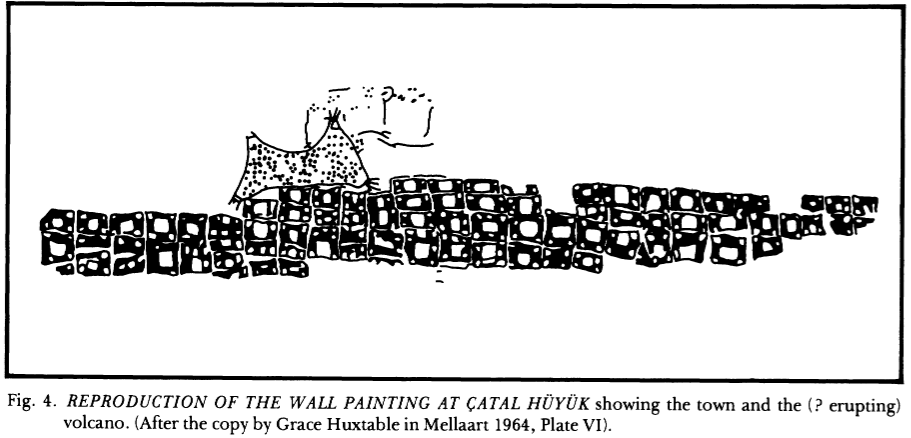 Fig. 4. REPRODUCTION OF THE WALL PAINTING AT ÇATAL HÜYÜK showing the town and the (? erupting)
volcano. (After the copy by Grace Huxtable in Mellaart 1964, Plate VI).